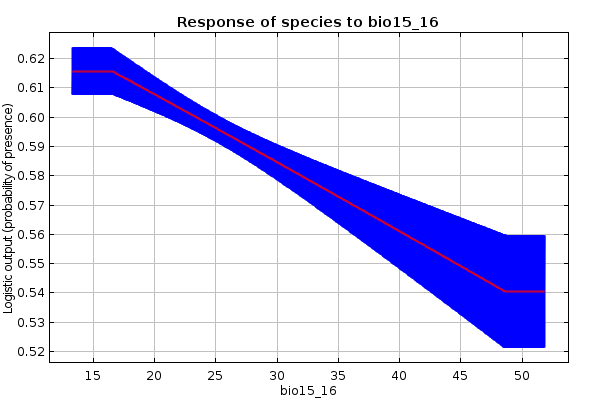 Response of species to bio15_16
Logistic output (probability of presence)
0.62
0.61
0.60
0.59
0.58
0.57
0.56
0.55
0.54
0.53
0.52
15 20 25 30 35 40 45 50
bio15_16